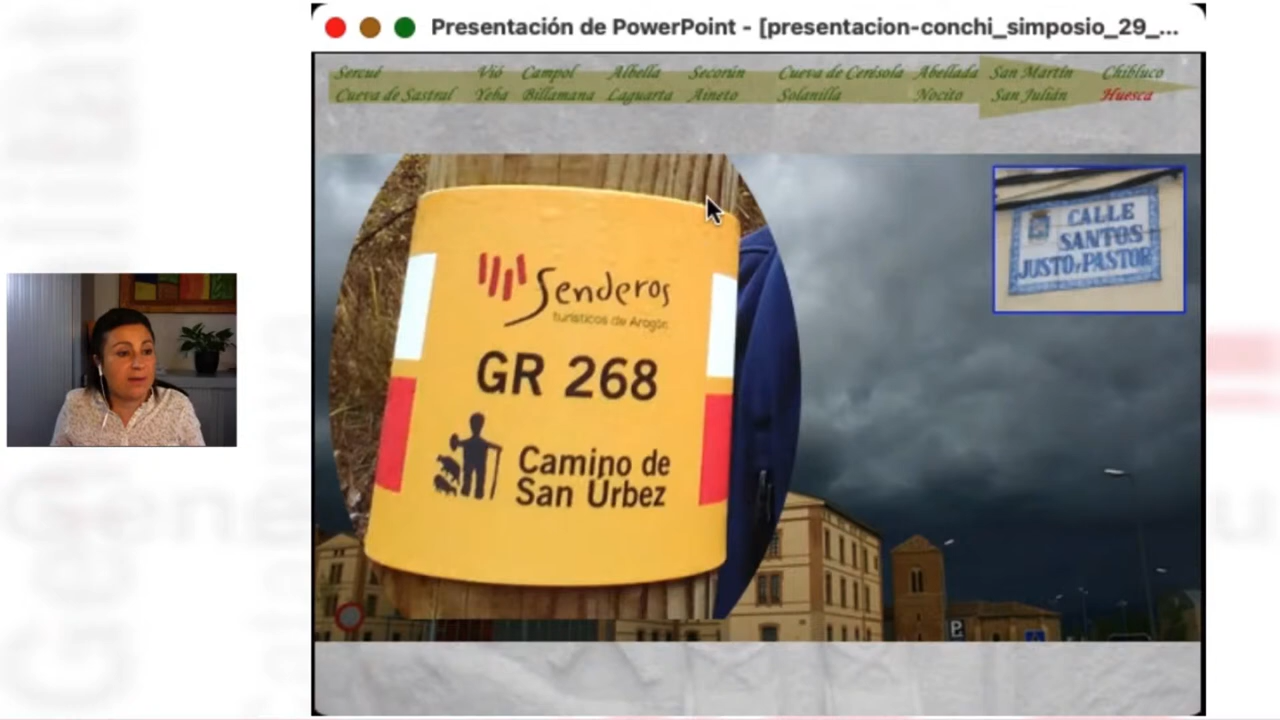 Presentación de PowerPoint - [presentacion-conchi_simposio_29_...
Sercué Vió Campol Albella Secorún Cueva de Cerésola Abellada San Martín Chibluco
Cueva de Sastral Yeba Billamana Laguarta Aineto Solanilla Nocito San Julián Huesca
CALLE
SANTOS
JUSTO Y PASTOR
Senderos
turísticos de Aragón
GR 268
Camino de
San Úrbez
P